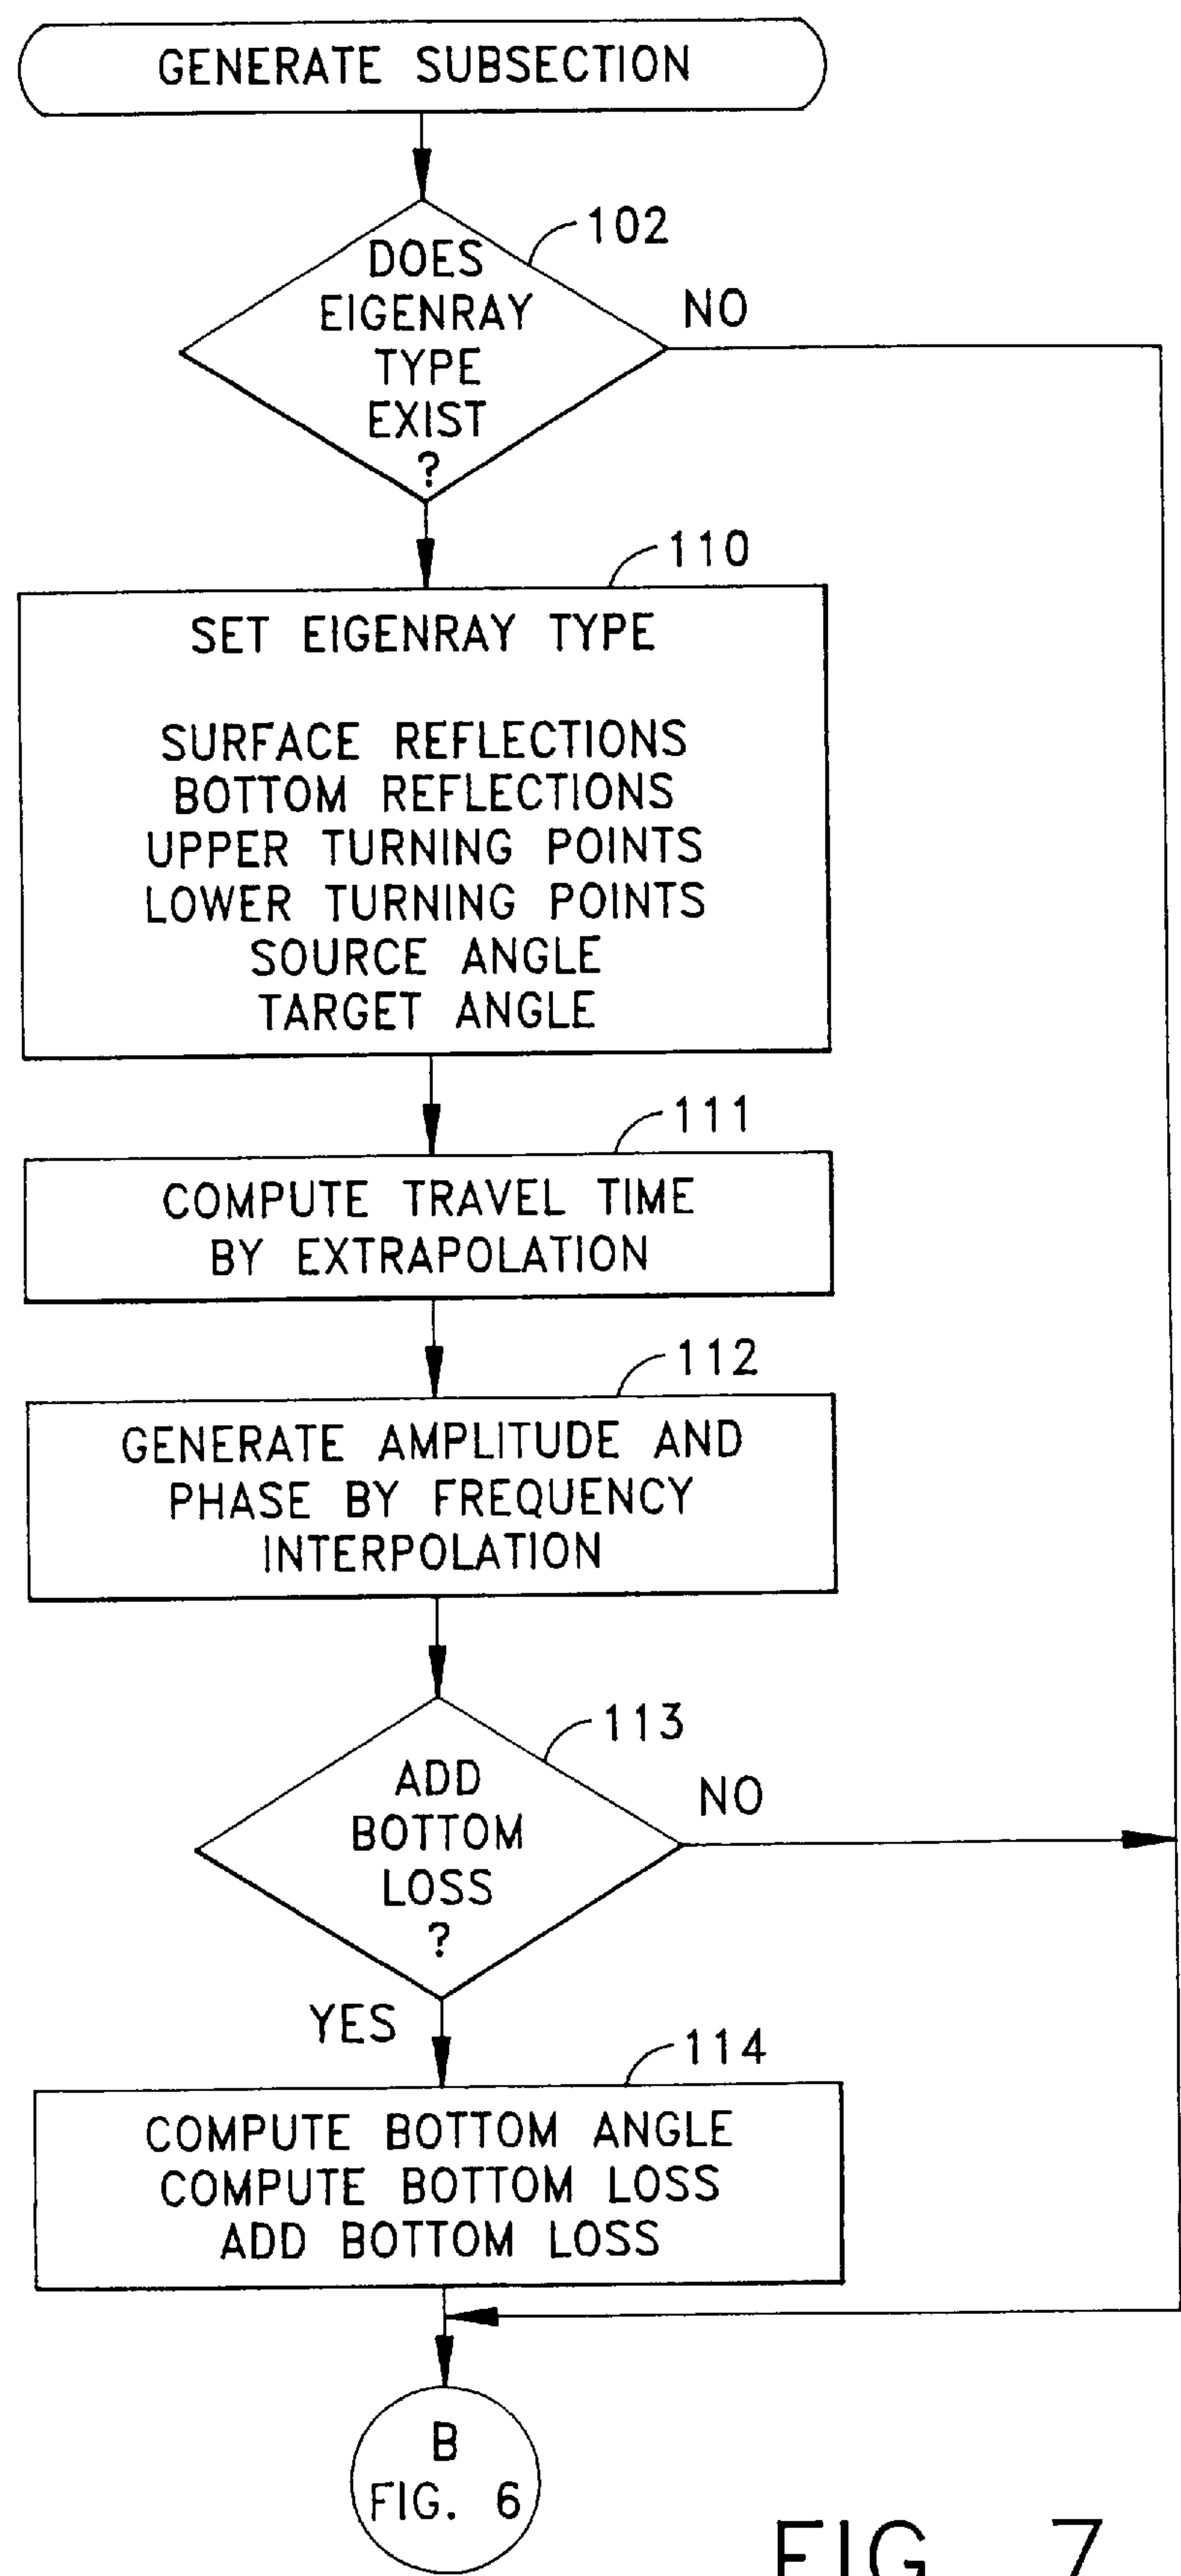 GENERATE SUBSECTION
102
DOES
EIGENRAY
TYPE
EXIST
?
NO
110
SET EIGENRAY TYPE
SURFACE REFLECTIONS
BOTTOM REFLECTIONS
UPPER TURNING POINTS
LOWER TURNING POINTS
SOURCE ANGLE
TARGET ANGLE
111
COMPUTE TRAVEL TIME
BY EXTRAPOLATION
112
GENERATE AMPLITUDE AND
PHASE BY FREQUENCY
INTERPOLATION
113
ADD
BOTTOM
LOSS
?
NO
YES
114
COMPUTE BOTTOM ANGLE
COMPUTE BOTTOM LOSS
ADD BOTTOM LOSS
B
FIG. 6
FIG. 7